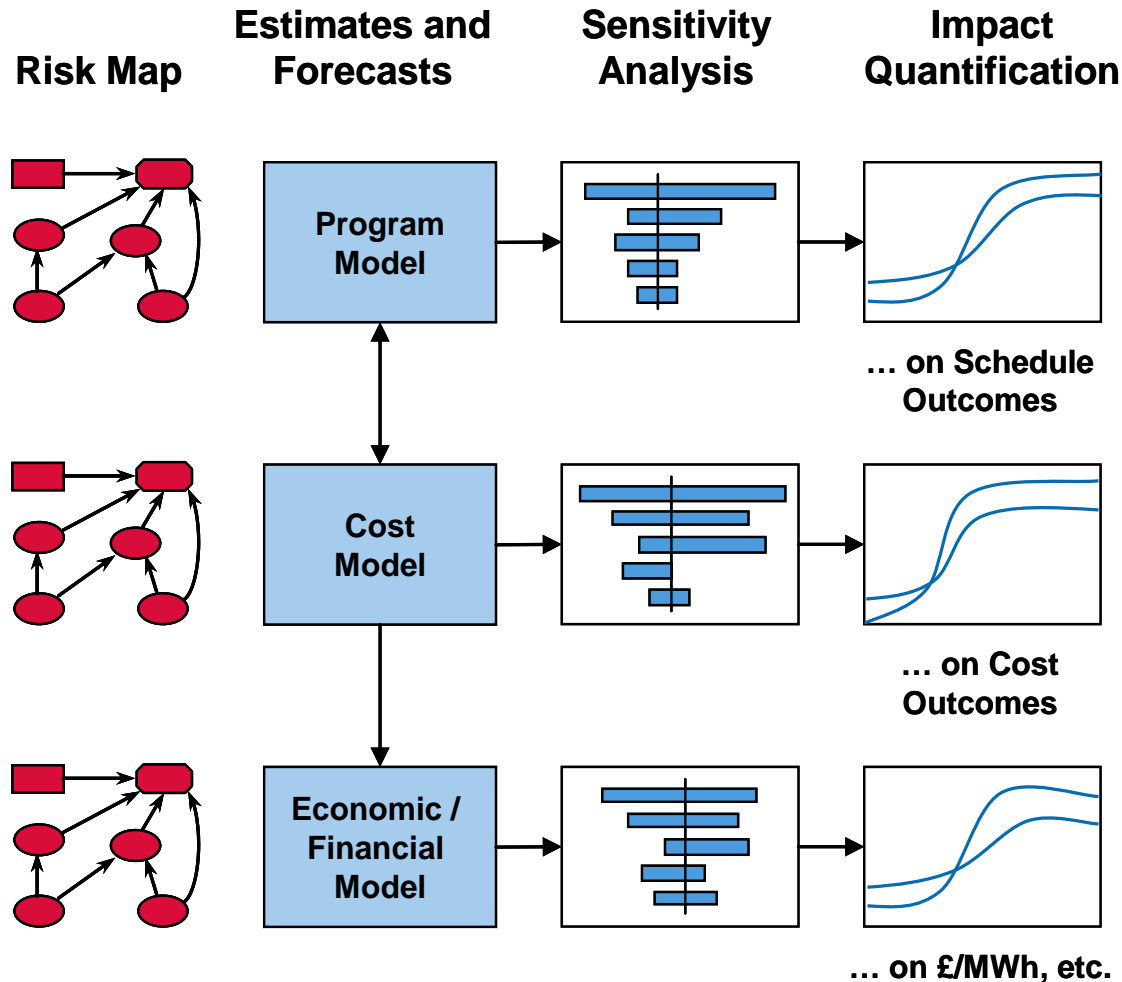 Risk Map
Estimates and
Forecasts
Sensitivity
Analysis
Impact
Quantification
Program
Model
… on Schedule
Outcomes
Cost
Model
… on Cost
Outcomes
Economic /
Financial
Model
… on £/MWh, etc.